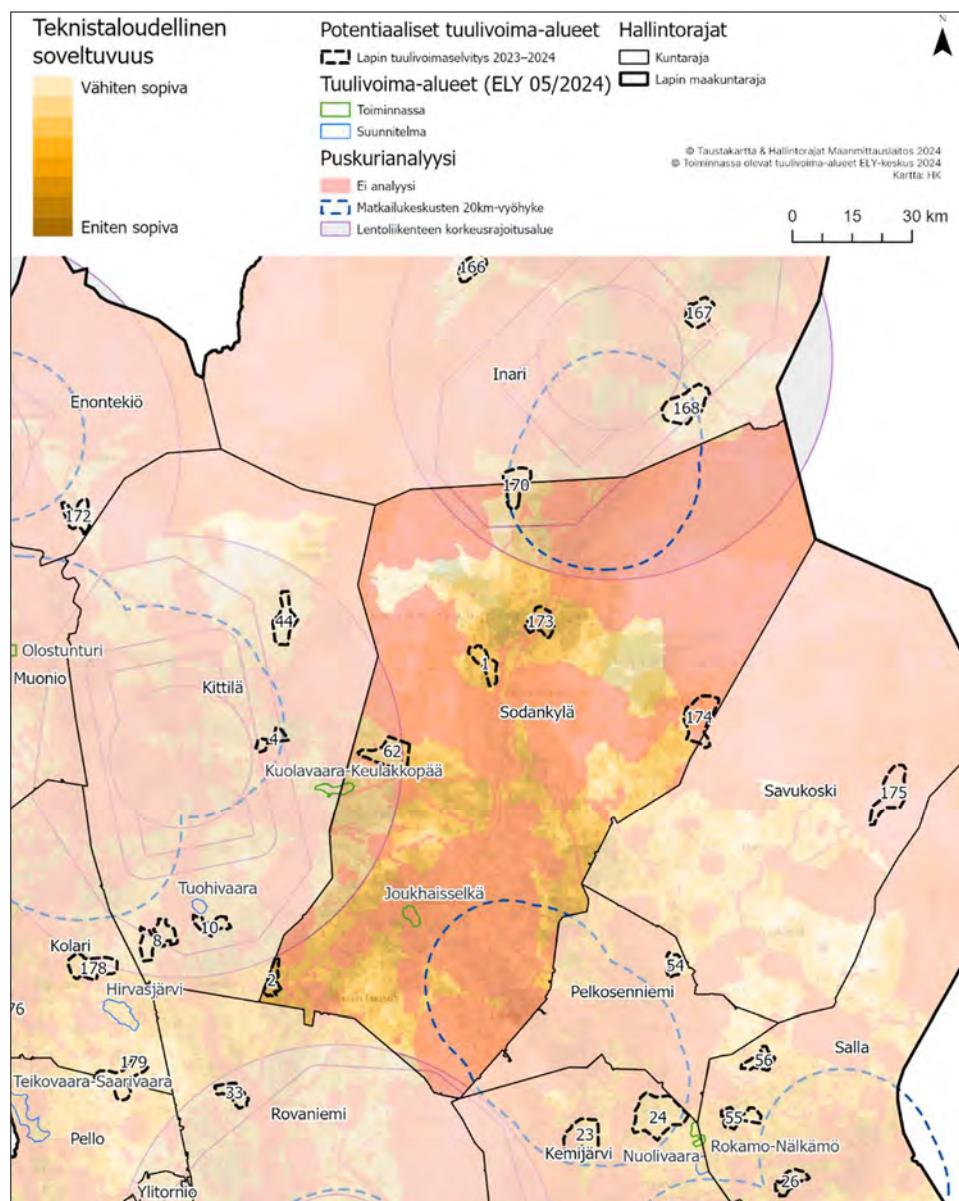 Teknistaloudellinen
soveltuvuus
Vähiten sopiva
Eniten sopiva
Potentiaaliset tuulivoima-alueet
Lapin tuulivoimaselvitys 2023–2024
Tuulivoima-alueet (ELY 05/2024)
Toiminnassa
Suunnitelma
Puskurianalyysi
Ei analyysi
Matkailukeskusten 20km-vyöhyke
Lentoliikenteen korkeusrajoitusalue
Hallintorajat
Kuntaraja
Lapin maakuntaraja
N
© Taustakartta & Hallintorajat Maanmittauslaitos 2024
© Toiminnassa olevat tuulivoima-alueet ELY-keskus 2024
Kartta: HK
0 15 30 km
166
167
Inari
Enontekiö
168
170
172
44
173
1
Olostunturi
Muonio
Kittilä
Sodankylä
174
4
62
Kuolavaara-Keulakkopää
Savukoski
175
Tuohivaara
Joukhaisselkä
10
8
Kolari
178
2
54
Hirvasjärvi
Pelkosenniemi
76
179
56
Salla
Teikovaara-Saarivaara
33
Rovaniemi
24
55
23
Pello
Kemijärvi
Nuolivaara-
Rokamo-Nälkämö
Ylitornio
26